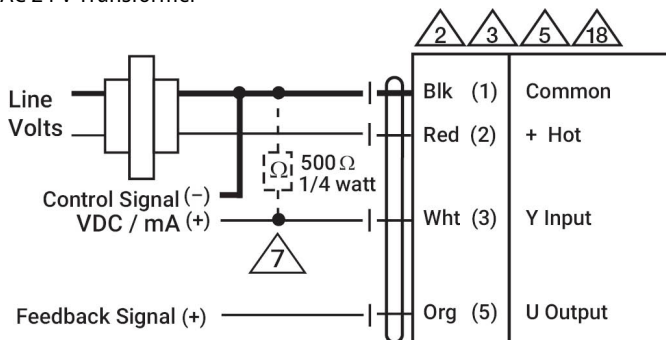 AC 24 V Transformer
2 3 5 18
Line Volts
Blk (1) Common
Red (2) + Hot
Ω 500 Ω
1/4 watt
Control Signal (−)
VDC / mA (+)
Wht (3) Y Input
7
Feedback Signal (+)
Org (5) U Output